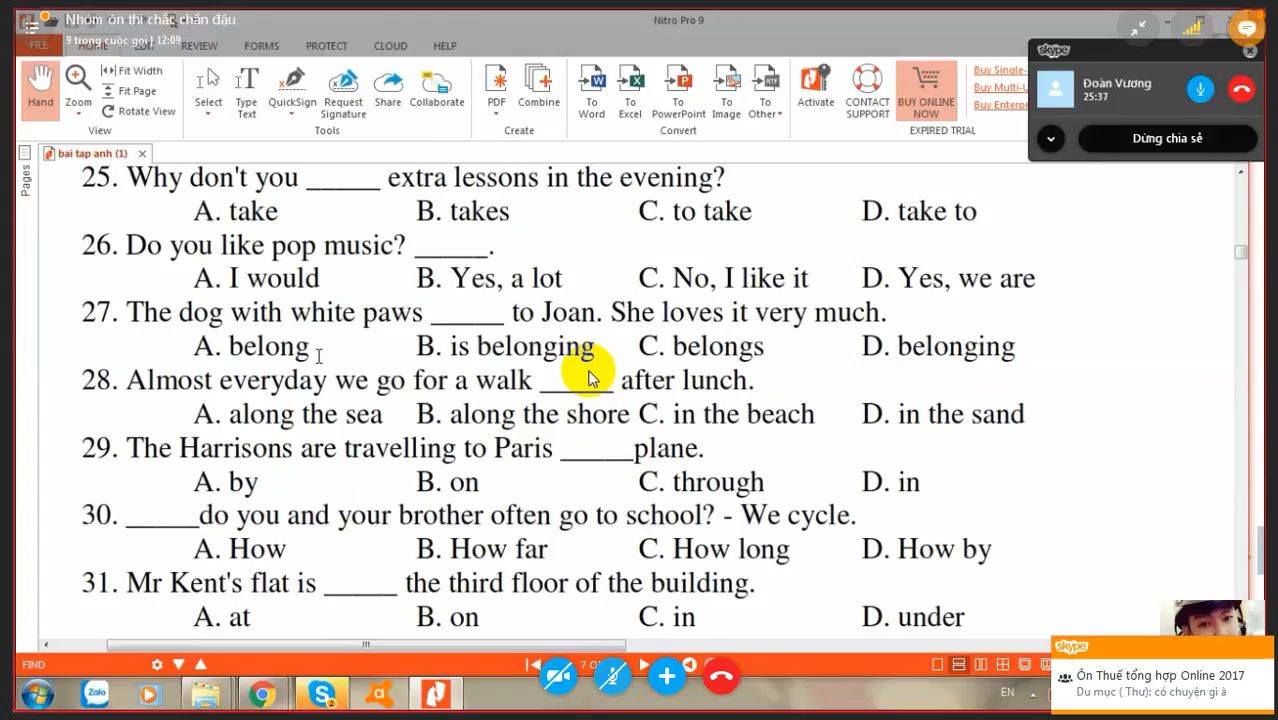 Nhóm ôn thi chắc chắn đậu
Nitro Pro 9
9 trong cuộc gọi | 12:09
FILE HOME REVIEW FORMS PROTECT CLOUD HELP
Hand
Zoom
Fit Width
Fit Page
Rotate View
View
Select
Type Text
QuickSign
Request Signature
Share
Collaborate
Tools
PDF
Combine
Create
To Word
To Excel
To PowerPoint
To Image
To Other
Convert
Activate
CONTACT SUPPORT
BUY ONLINE NOW
EXPIRED TRIAL
Buy Single-
Buy Multi-U
Buy Enterp
skype
Đoàn Vương
25:37
Dừng chia sẻ
Pages
bai tap anh (1)
25. Why don't you _____ extra lessons in the evening?
A. take B. takes C. to take D. take to
26. Do you like pop music? _____.
A. I would B. Yes, a lot C. No, I like it D. Yes, we are
27. The dog with white paws _____ to Joan. She loves it very much.
A. belong B. is belonging C. belongs D. belonging
28. Almost everyday we go for a walk _____ after lunch.
A. along the sea B. along the shore C. in the beach D. in the sand
29. The Harrisons are travelling to Paris _____plane.
A. by B. on C. through D. in
30. _____do you and your brother often go to school? - We cycle.
A. How B. How far C. How long D. How by
31. Mr Kent's flat is _____ the third floor of the building.
A. at B. on C. in D. under
FIND
7 O
skype
Ôn Thuế tổng hợp Online 2017
Du mục ( Thư): có chuyện gì à
Zalo
2
EN